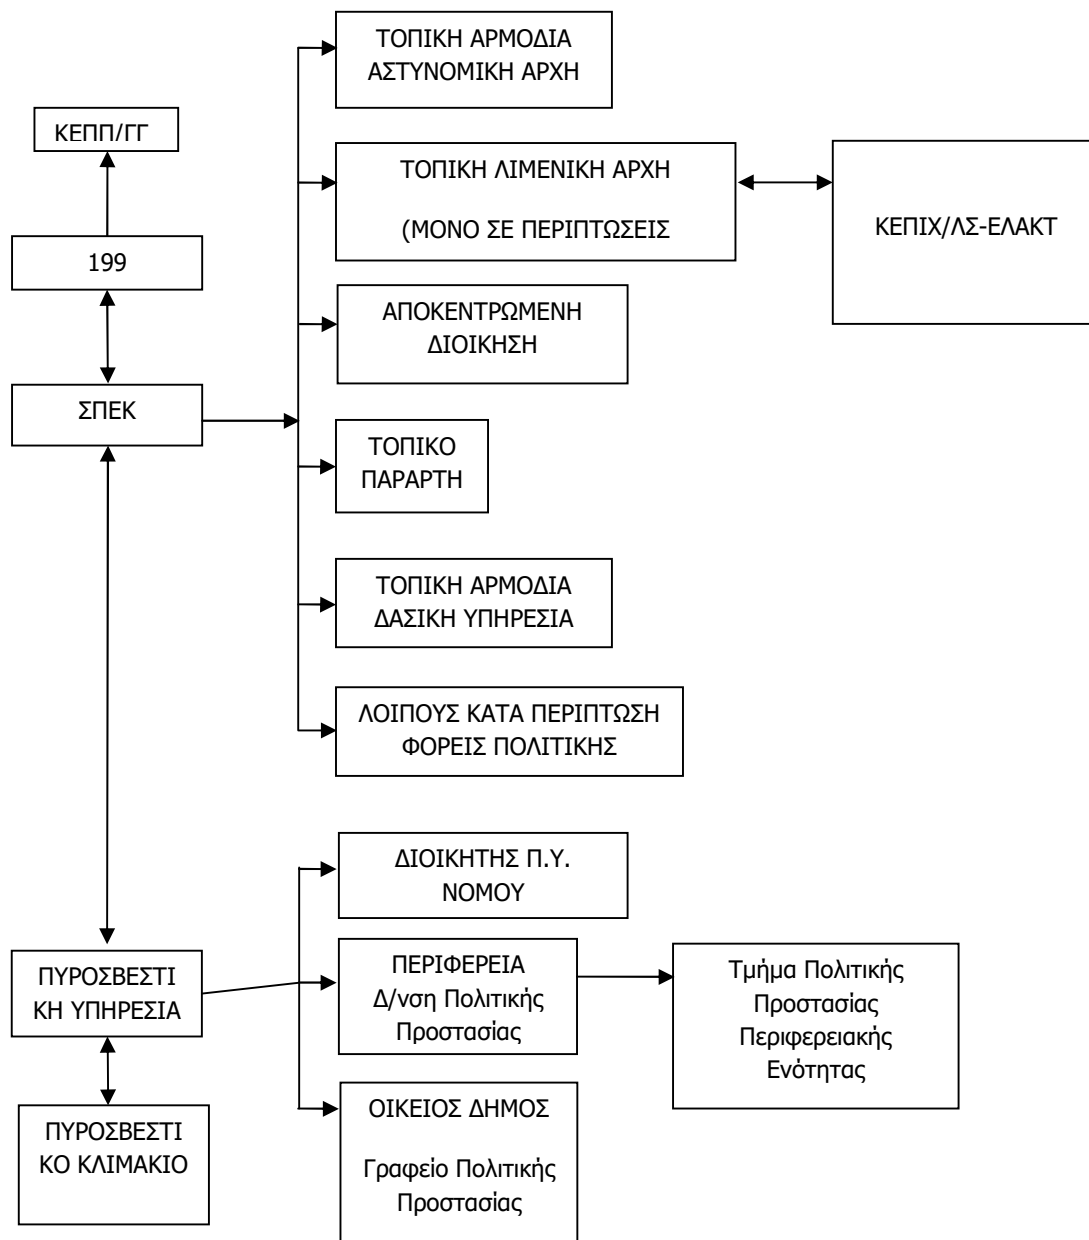 ΤΟΠΙΚΗ ΑΡΜΟΔΙΑ
ΑΣΤΥΝΟΜΙΚΗ ΑΡΧΗ
ΚΕΠΠ/ΓΓ
ΤΟΠΙΚΗ ΛΙΜΕΝΙΚΗ ΑΡΧΗ
(ΜΟΝΟ ΣΕ ΠΕΡΙΠΤΩΣΕΙΣ
ΚΕΠΙΧ/ΛΣ-ΕΛΑΚΤ
199
ΑΠΟΚΕΝΤΡΩΜΕΝΗ
ΔΙΟΙΚΗΣΗ
ΣΠΕΚ
ΤΟΠΙΚΟ
ΠΑΡΑΡΤΗ
ΤΟΠΙΚΗ ΑΡΜΟΔΙΑ
ΔΑΣΙΚΗ ΥΠΗΡΕΣΙΑ
ΛΟΙΠΟΥΣ ΚΑΤΑ ΠΕΡΙΠΤΩΣΗ
ΦΟΡΕΙΣ ΠΟΛΙΤΙΚΗΣ
ΔΙΟΙΚΗΤΗΣ Π.Υ.
ΝΟΜΟΥ
ΠΥΡΟΣΒΕΣΤΙ
ΚΗ ΥΠΗΡΕΣΙΑ
ΠΕΡΙΦΕΡΕΙΑ
Δ/νση Πολιτικής
Προστασίας
Τμήμα Πολιτικής
Προστασίας
Περιφερειακής
Ενότητας
ΠΥΡΟΣΒΕΣΤΙ
ΚΟ ΚΛΙΜΑΚΙΟ
ΟΙΚΕΙΟΣ ΔΗΜΟΣ
Γραφείο Πολιτικής
Προστασίας